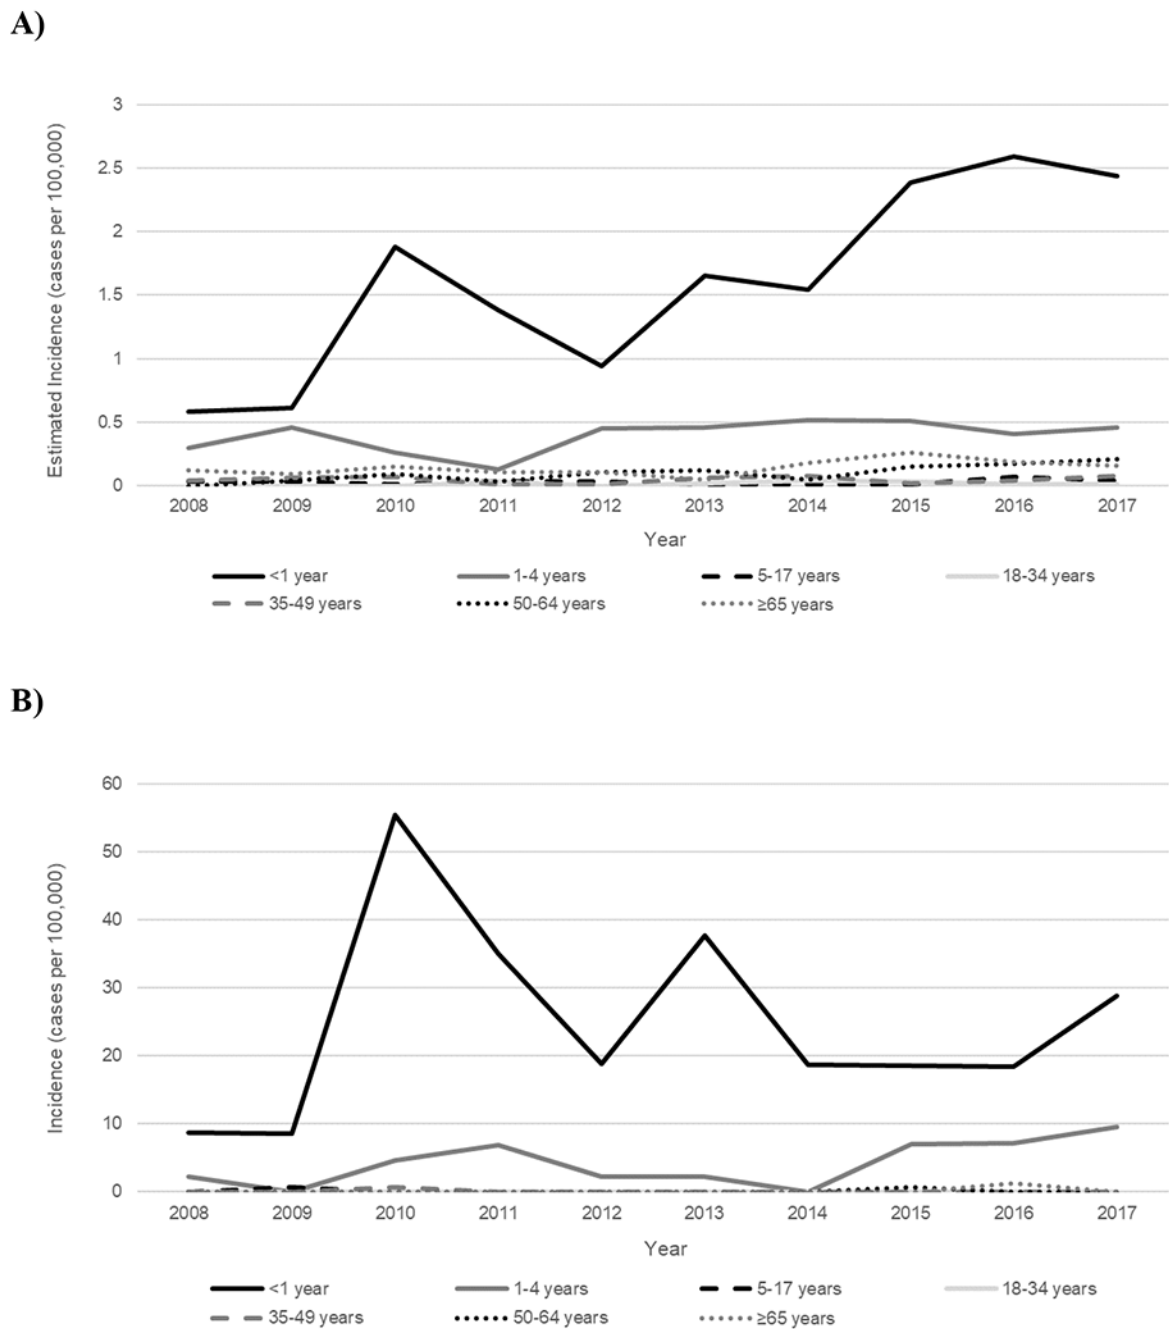 A)
Estimated Incidence (cases per 100,000)
3
2.5
2
1.5
1
0.5
0
2008 2009 2010 2011 2012 2013 2014 2015 2016 2017
Year
<1 year 1-4 years 5-17 years 18-34 years
35-49 years 50-64 years ≥65 years
B)
Incidence (cases per 100,000)
60
50
40
30
20
10
0
2008 2009 2010 2011 2012 2013 2014 2015 2016 2017
Year
<1 year 1-4 years 5-17 years 18-34 years
35-49 years 50-64 years ≥65 years